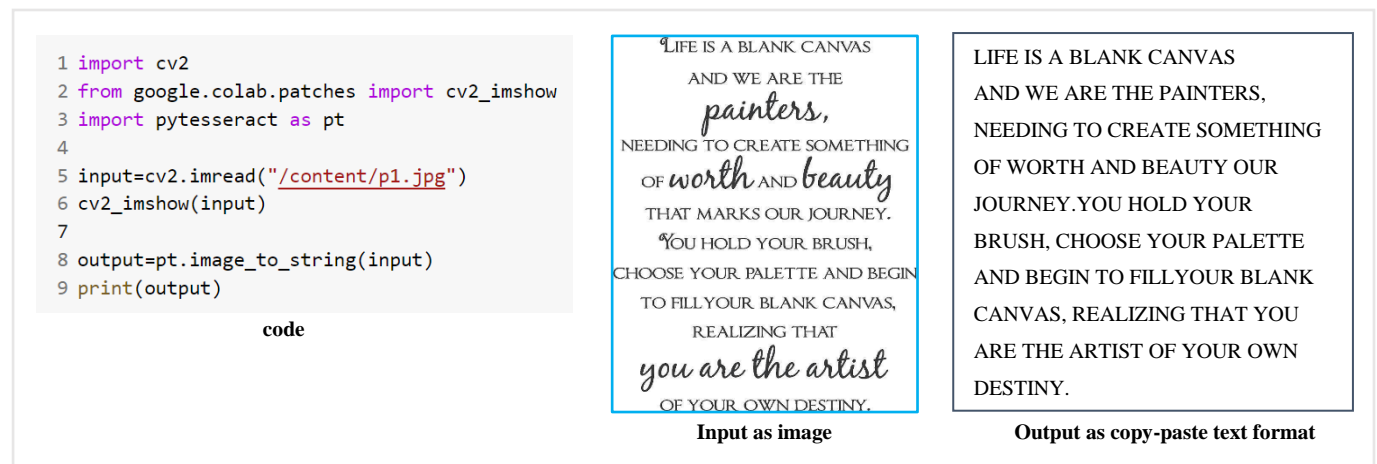 1 import cv2
2 from google.colab.patches import cv2_imshow
3 import pytesseract as pt
4
5 input=cv2.imread("/content/p1.jpg")
6 cv2_imshow(input)
7
8 output=pt.image_to_string(input)
9 print(output)
code
LIFE IS A BLANK CANVAS
AND WE ARE THE
painters,
NEEDING TO CREATE SOMETHING
OF worth AND beauty
THAT MARKS OUR JOURNEY.
YOU HOLD YOUR BRUSH,
CHOOSE YOUR PALETTE AND BEGIN
TO FILLYOUR BLANK CANVAS,
REALIZING THAT
you are the artist
OF YOUR OWN DESTINY.
Input as image
LIFE IS A BLANK CANVAS
AND WE ARE THE PAINTERS,
NEEDING TO CREATE SOMETHING
OF WORTH AND BEAUTY OUR
JOURNEY.YOU HOLD YOUR
BRUSH, CHOOSE YOUR PALETTE
AND BEGIN TO FILLYOUR BLANK
CANVAS, REALIZING THAT YOU
ARE THE ARTIST OF YOUR OWN
DESTINY.
Output as copy-paste text format